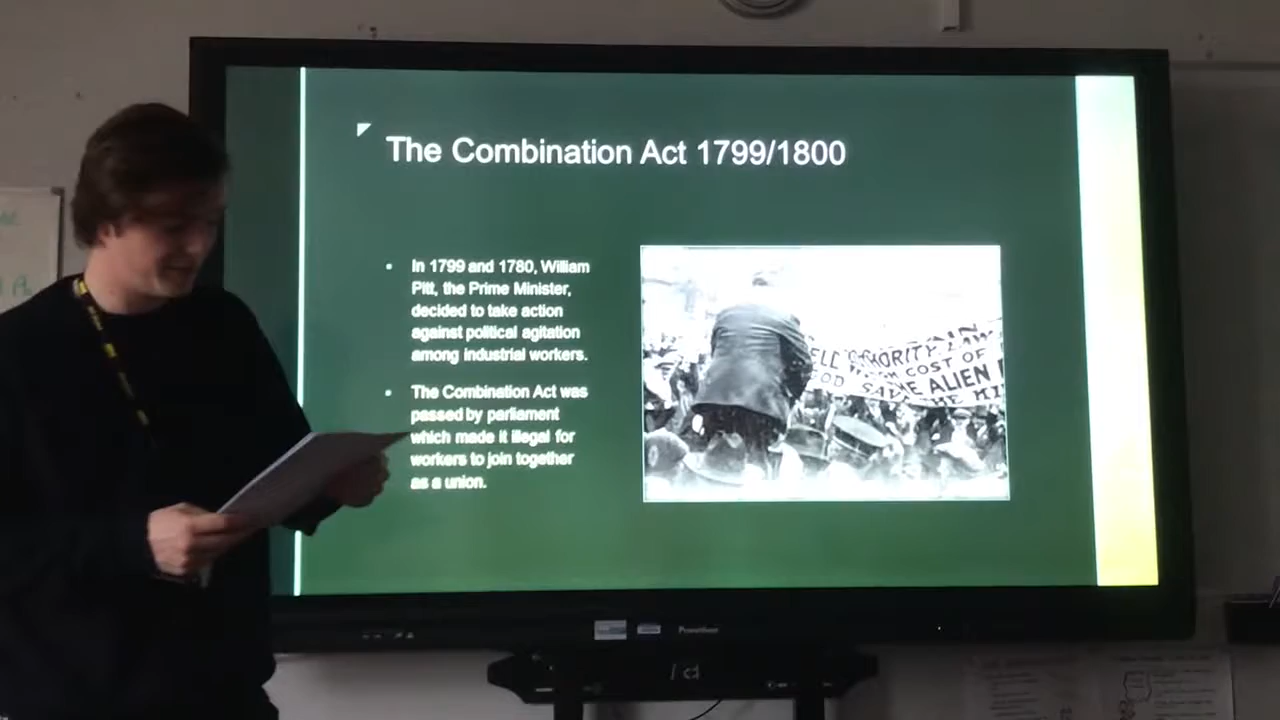 The Combination Act 1799/1800
In 1799 and 1780, William
Pitt, the Prime Minister,
decided to take action
against political agitation
among industrial workers.
The Combination Act was
passed by parliament
which made it illegal for
workers to join together
as a union.
COST OF
THE ALIEN
Promethean